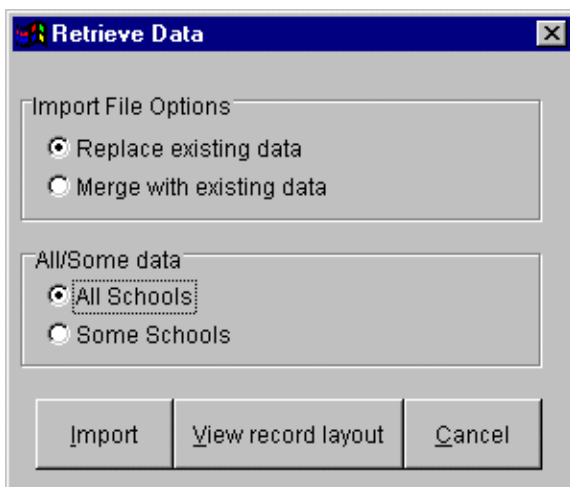 Retrieve Data
Import File Options
Replace existing data
Merge with existing data
All/Some data
All Schools
Some Schools
Import View record layout Cancel